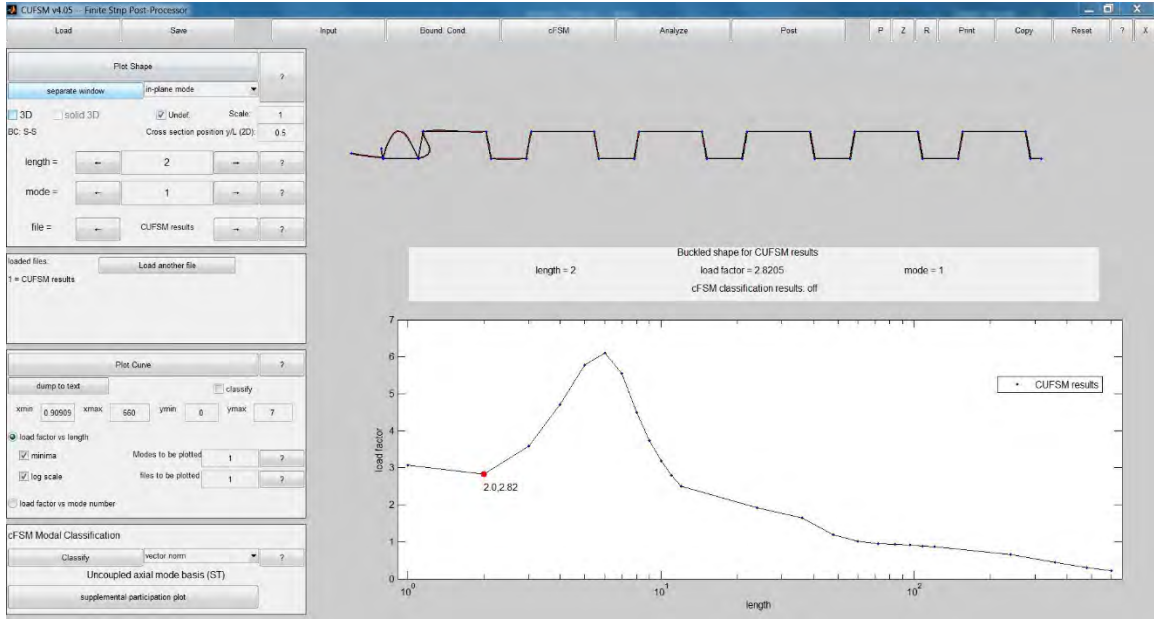 CUFSM v4.05 -- Finite Strip Post-Processor
Load Save Input Bound. Cond. cFSM Analyze Post P Z R Print Copy Reset ? X
Plot Shape ?
separate window in-plane mode
3D solid 3D Undef. Scale: 1
BC: S-S Cross section position y/L (2D): 0.5
length = ← 2 → ?
mode = ← 1 → ?
file = ← CUFSM results → ?
loaded files: Load another file
1 = CUFSM results
Plot Curve ?
dump to text classify
xmin 0.90909 xmax 660 ymin 0 ymax 7
load factor vs length
minima Modes to be plotted 1 ?
log scale files to be plotted 1 ?
load factor vs mode number
cFSM Modal Classification
Classify vector norm ?
Uncoupled axial mode basis (ST)
supplemental participation plot
Buckled shape for CUFSM results
length = 2 load factor = 2.8205 mode = 1
cFSM classification results: off
7
6
5
4
3
2
1
0
load factor
CUFSM results
2.0,2.82
10^0 10^1 10^2
length